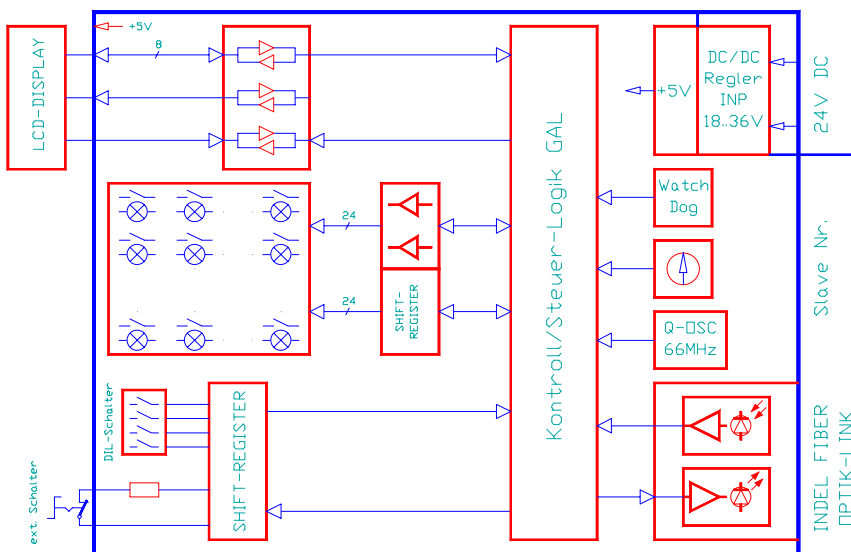 LCD-DISPLAY
+5V
8
DC/DC
Regler
INP
18..36V
+5V
24V DC
Kontroll/Steuer-Logik GAL
24
24
SHIFT-
REGISTER
Watch
Dog
Slave Nr.
Q-OSC
66MHz
DIL-Schalter
SHIFT-REGISTER
ext. Schalter
INDEL FIBER
OPTIK-LINK